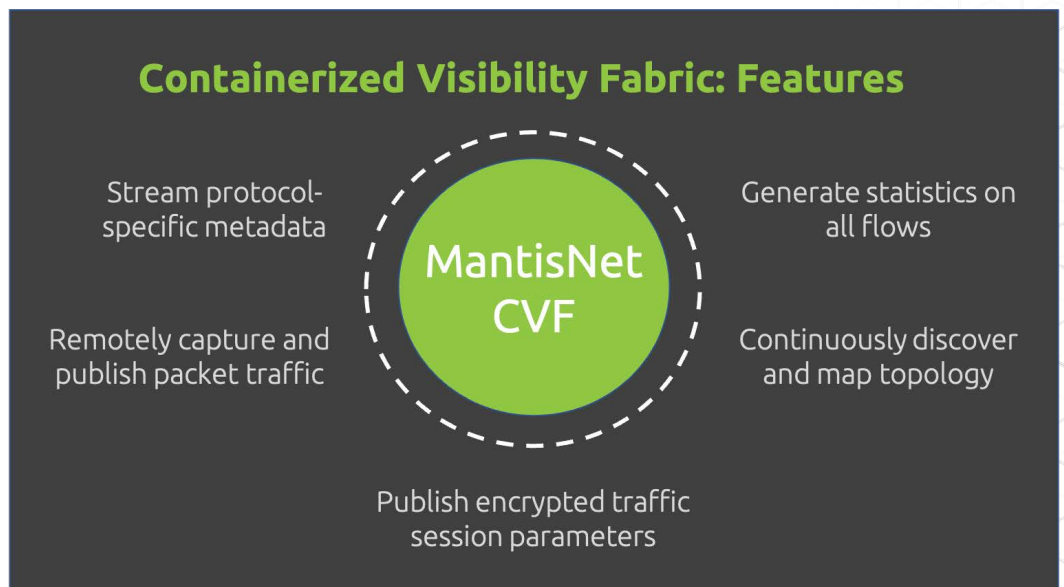 Containerized Visibility Fabric: Features
Stream protocol-
specific metadata
Generate statistics on
all flows
MantisNet
CVF
Remotely capture and
publish packet traffic
Continuously discover
and map topology
Publish encrypted traffic
session parameters